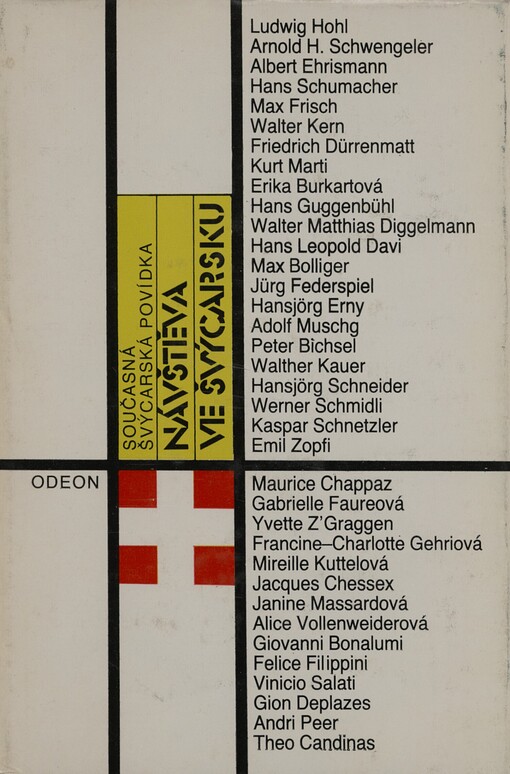 Ludwig Hohl
Arnold H. Schwengeler
Albert Ehrismann
Hans Schumacher
Max Frisch
Walter Kern
Friedrich Dürrenmatt
Kurt Marti
Erika Burkartová
Hans Guggenbühl
Walter Matthias Diggelmann
Hans Leopold Davi
Max Bolliger
Jürg Federspiel
Hansjörg Erny
Adolf Muschg
Peter Bichsel
Walther Kauer
Hansjörg Schneider
Werner Schmidli
Kaspar Schnetzler
Emil Zopfi
SOUČASNÁ
ŠVÝCARSKÁ POVÍDKA
NÁVŠTĚVA
VE ŠVÝCARSKU
ODEON
Maurice Chappaz
Gabrielle Faureová
Yvette Z'Graggen
Francine–Charlotte Gehriová
Mireille Kuttelová
Jacques Chessex
Janine Massardová
Alice Vollenweiderová
Giovanni Bonalumi
Felice Filippini
Vinicio Salati
Gion Deplazes
Andri Peer
Theo Candinas